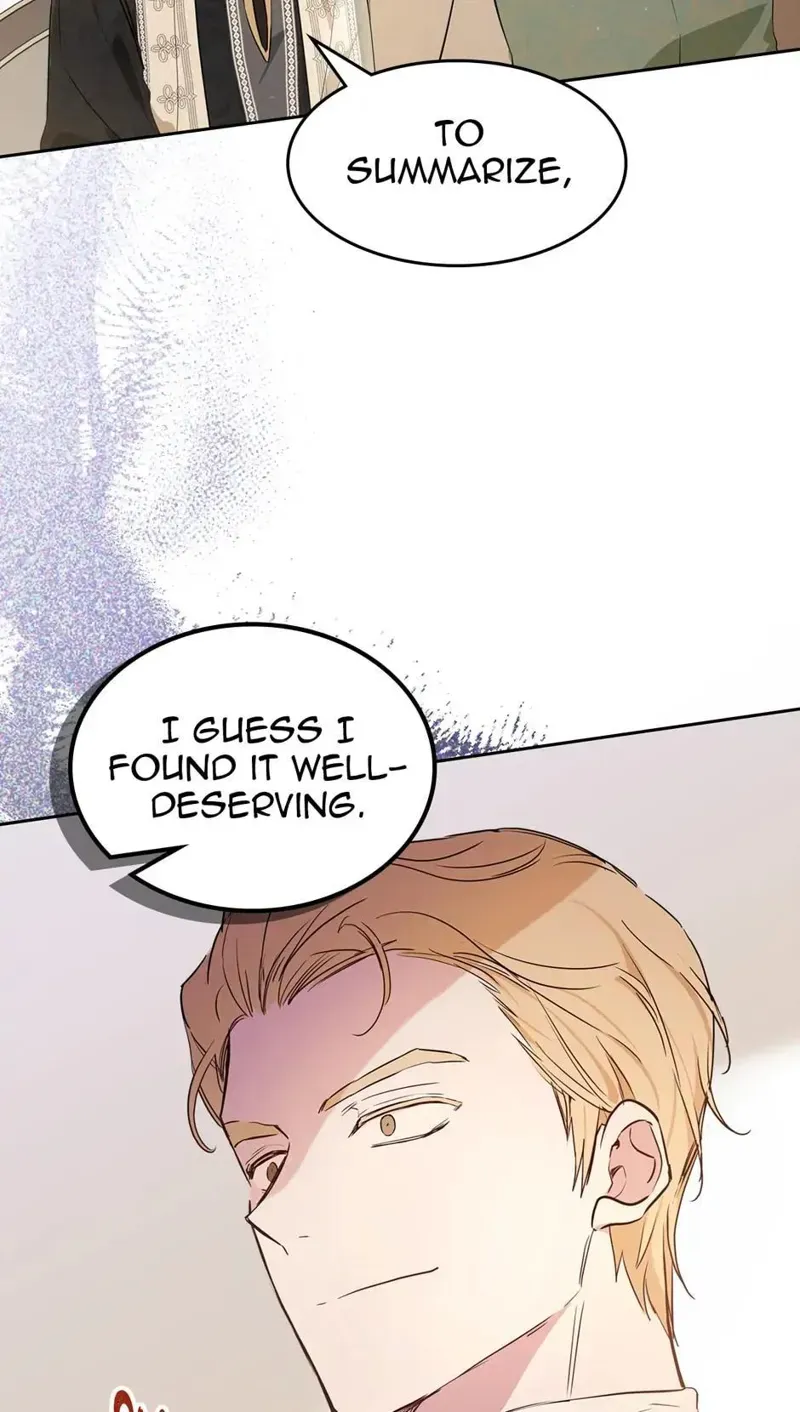 TO
SUMMARIZE,
I GUESS I
FOUND IT WELL-
DESERVING.